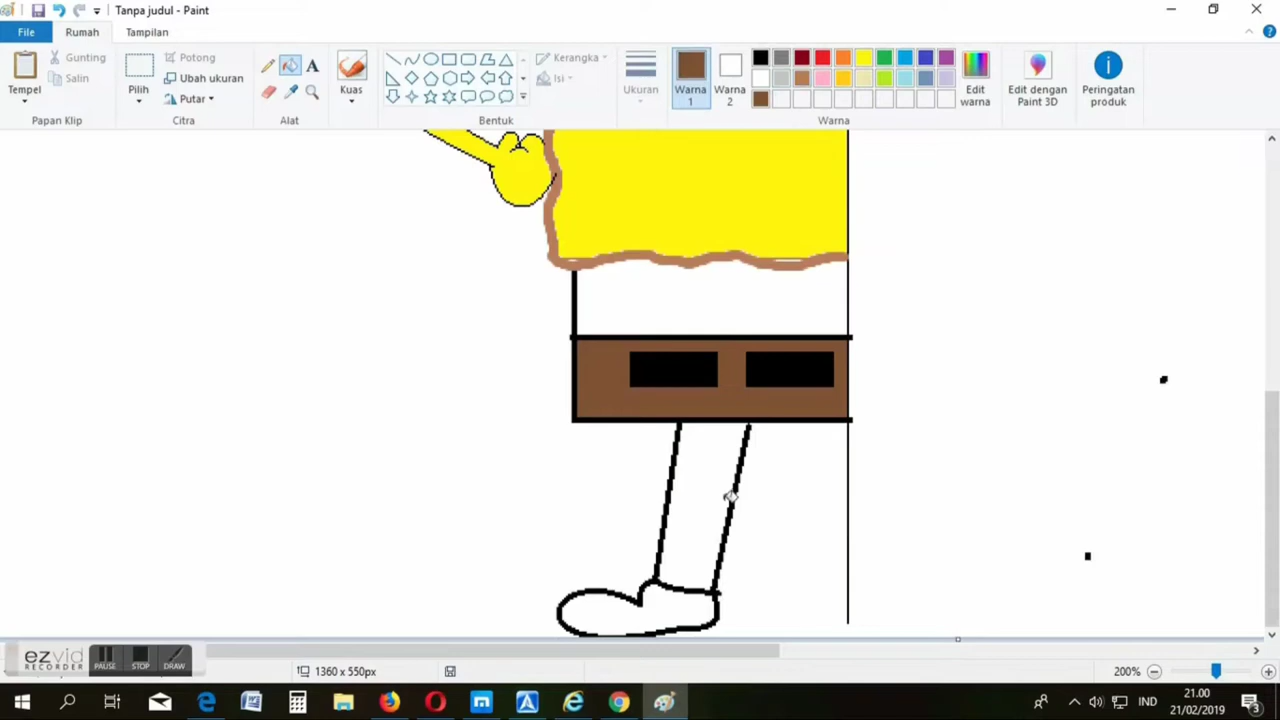 Tanpa judul - Paint
File Rumah Tampilan
Tempel Gunting Salin Papan Klip
Pilih Potong Ubah ukuran Putar Citra
A Alat
Kuas
Kerangka Isi Bentuk
Ukuran
Warna 1
Warna 2
Edit warna Warna
Edit dengan Paint 3D
Peringatan produk
ezvid RECORDER PAUSE STOP DRAW
1360 x 550px
200%
IND
21.00
21/02/2019
3